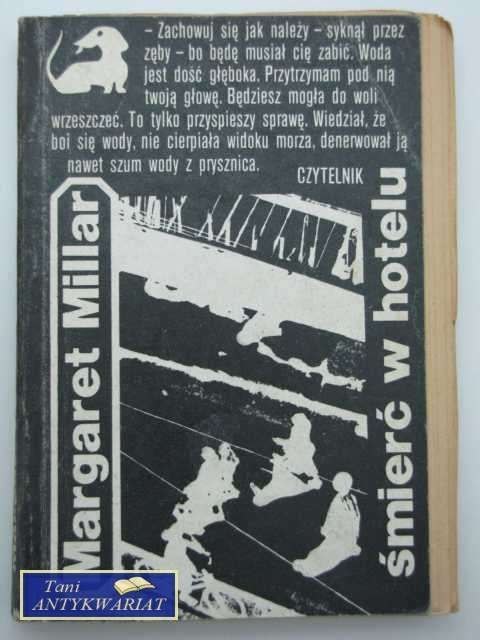 – Zachowuj się jak należy – syknął przez
zęby – bo będę musiał cię zabić. Woda
jest dość głęboka. Przytrzymam pod nią
twoją głowę. Będziesz mogła do woli
wrzeszczeć. To tylko przyspieszy sprawę. Wiedział, że
boi się wody, nie cierpiała widoku morza, denerwował ją
nawet szum wody z prysznica.
CZYTELNIK
Margaret Millar
śmierć w hotelu
Tani
ANTYKWARIAT